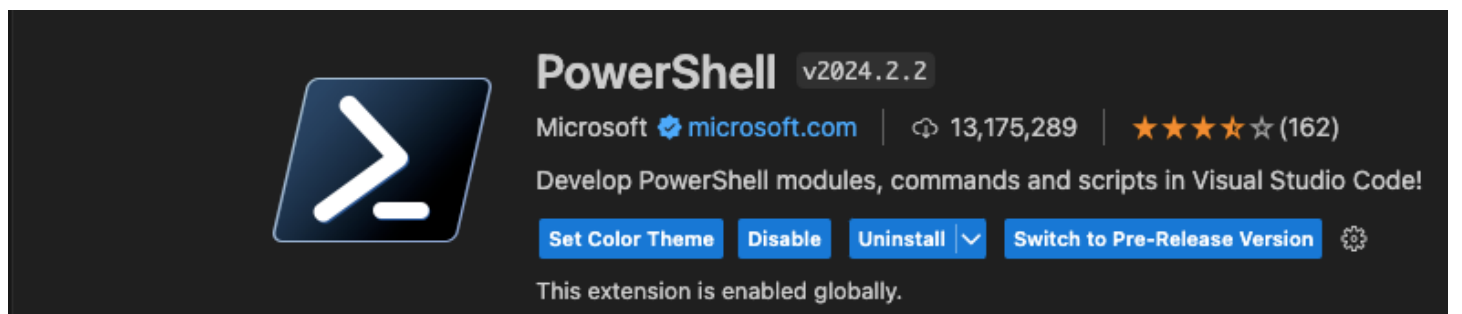 PowerShell v2024.2.2
Microsoft microsoft.com 13,175,289 (162)
Develop PowerShell modules, commands and scripts in Visual Studio Code!
Set Color Theme Disable Uninstall Switch to Pre-Release Version
This extension is enabled globally.